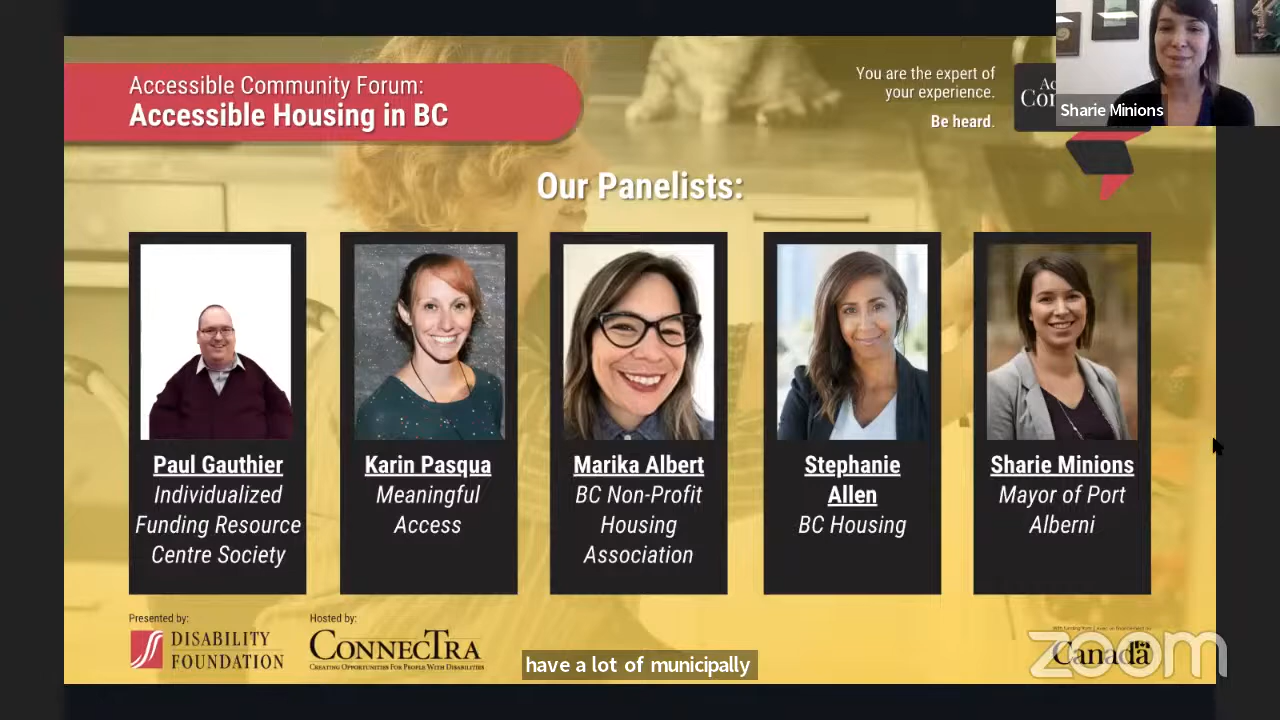 Accessible Community Forum:
Accessible Housing in BC
You are the expert of
your experience.
Be heard.
Sharie Minions
Our Panelists:
Paul Gauthier
Individualized
Funding Resource
Centre Society
Karin Pasqua
Meaningful
Access
Marika Albert
BC Non-Profit
Housing
Association
Stephanie
Allen
BC Housing
Sharie Minions
Mayor of Port
Alberni
Presented by:
DISABILITY
FOUNDATION
Hosted by:
CONNECTRA
CREATING OPPORTUNITIES FOR PEOPLE WITH DISABILITIES
have a lot of municipally
Canada
zoom